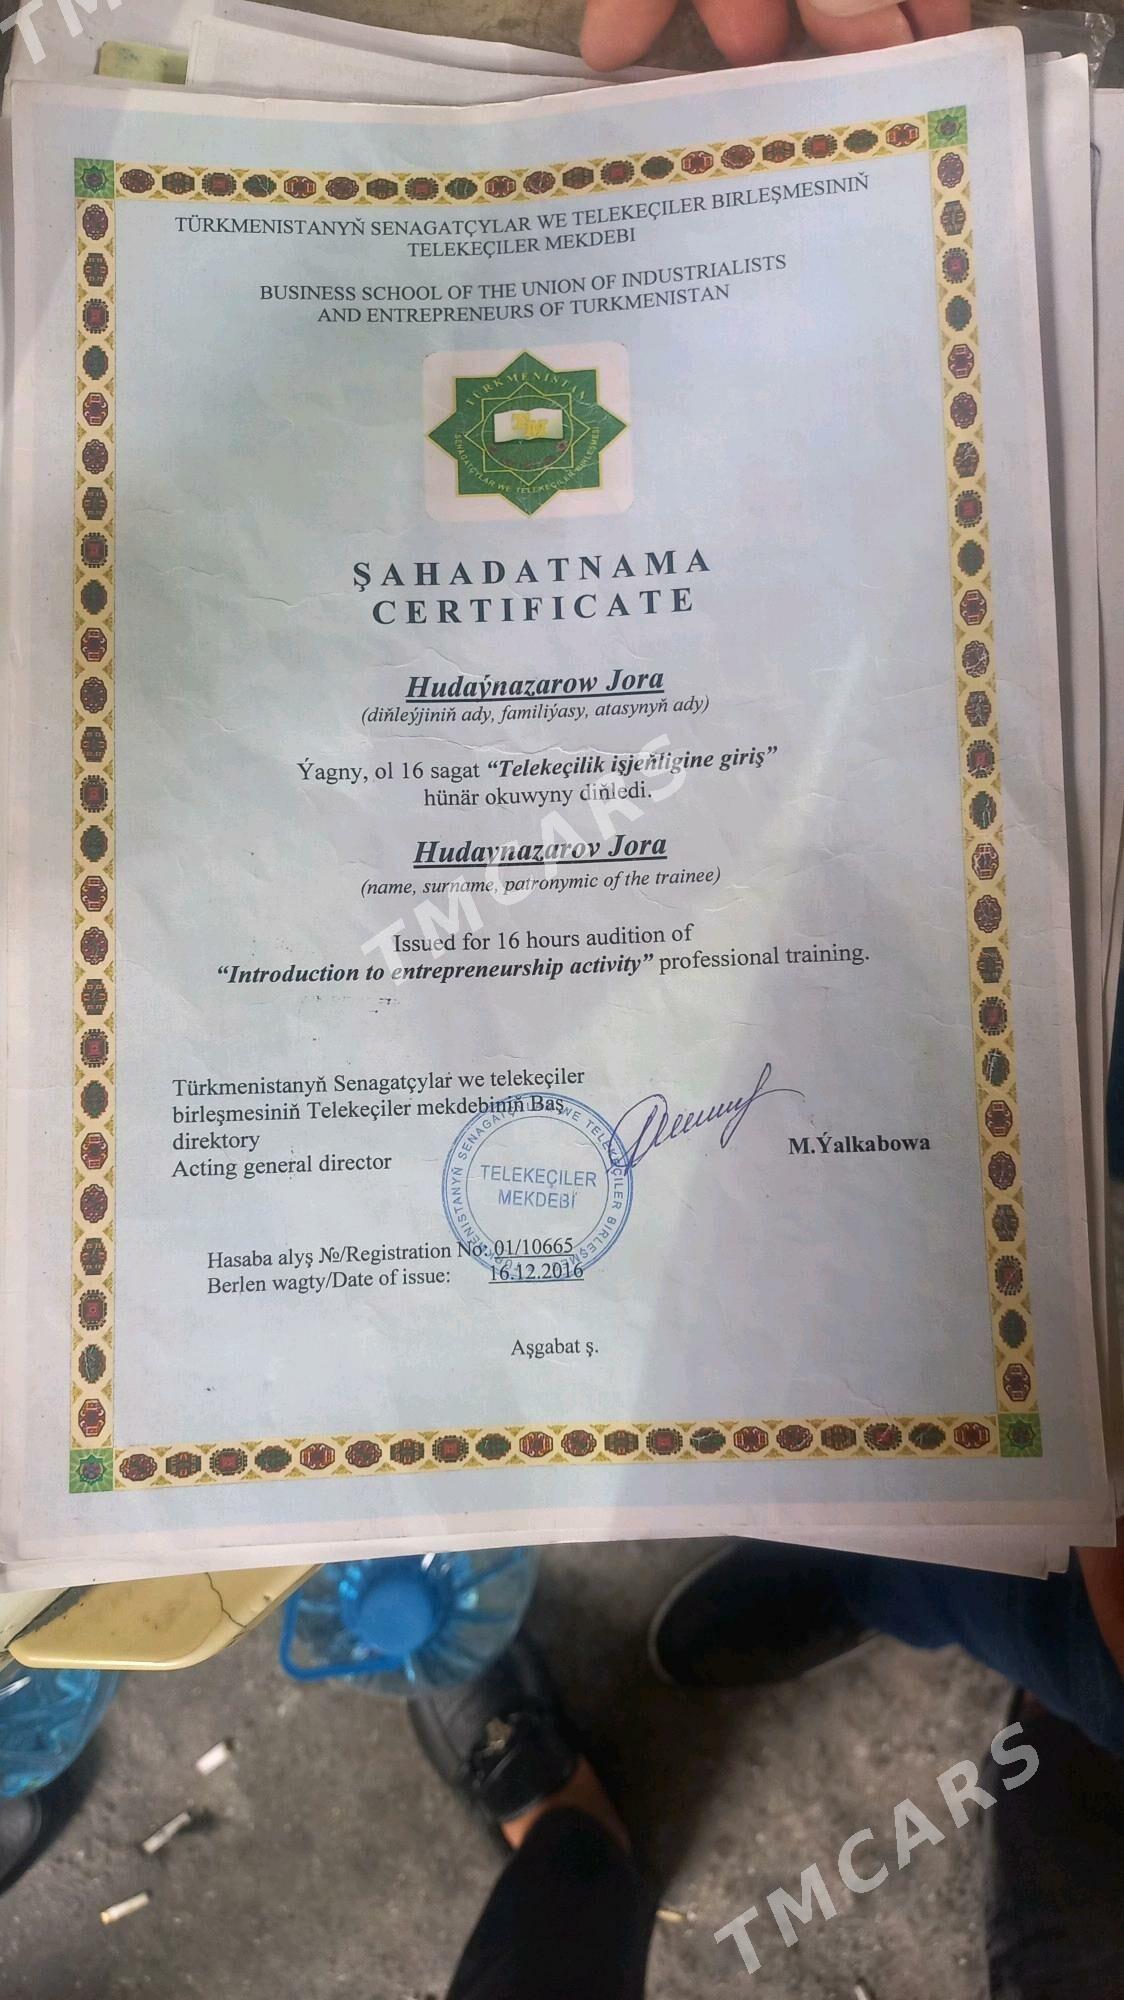 TÜRKMENISTANYŇ SENAGATÇYLAR WE TELEKEÇILER BIRLEŞMESINIŇ
TELEKEÇILER MEKDEBI
BUSINESS SCHOOL OF THE UNION OF INDUSTRIALISTS
AND ENTREPRENEURS OF TURKMENISTAN
TÜRKMENISTAN
TM
SENAGATÇYLAR WE TELEKEÇILER BIRLEŞMESI
ŞAHADATNAMA
CERTIFICATE
Hudaýnazarow Jora
(diňleýjiniň ady, familiýasy, atasynyň ady)
Ýagny, ol 16 sagat “Telekeçilik işjeňligine giriş”
hünär okuwyny diňledi.
Hudaynazarov Jora
(name, surname, patronymic of the trainee)
Issued for 16 hours audition of
“Introduction to entrepreneurship activity” professional training.
Türkmenistanyň Senagatçylar we telekeçiler
birleşmesiniň Telekeçiler mekdebiniň Baş
direktory
Acting general director
M.Ýalkabowa
TELEKEÇILER
MEKDEBI
Hasaba alyş №/Registration No: 01/10665
Berlen wagty/Date of issue: 16.12.2016
Aşgabat ş.
TMCARS
TMCARS